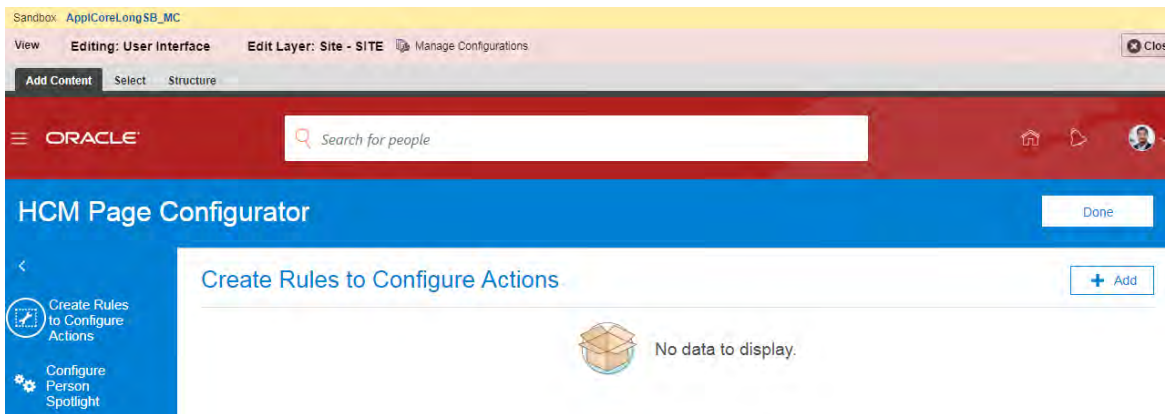 Sandbox ApplCoreLongSB_MC
View Editing: User Interface Edit Layer: Site - SITE Manage Configurations
Add Content Select Structure
ORACLE
Search for people
HCM Page Configurator
Done
Create Rules to Configure Actions
Add
Create Rules
to Configure
Actions
No data to display.
Configure
Person
Spotlight